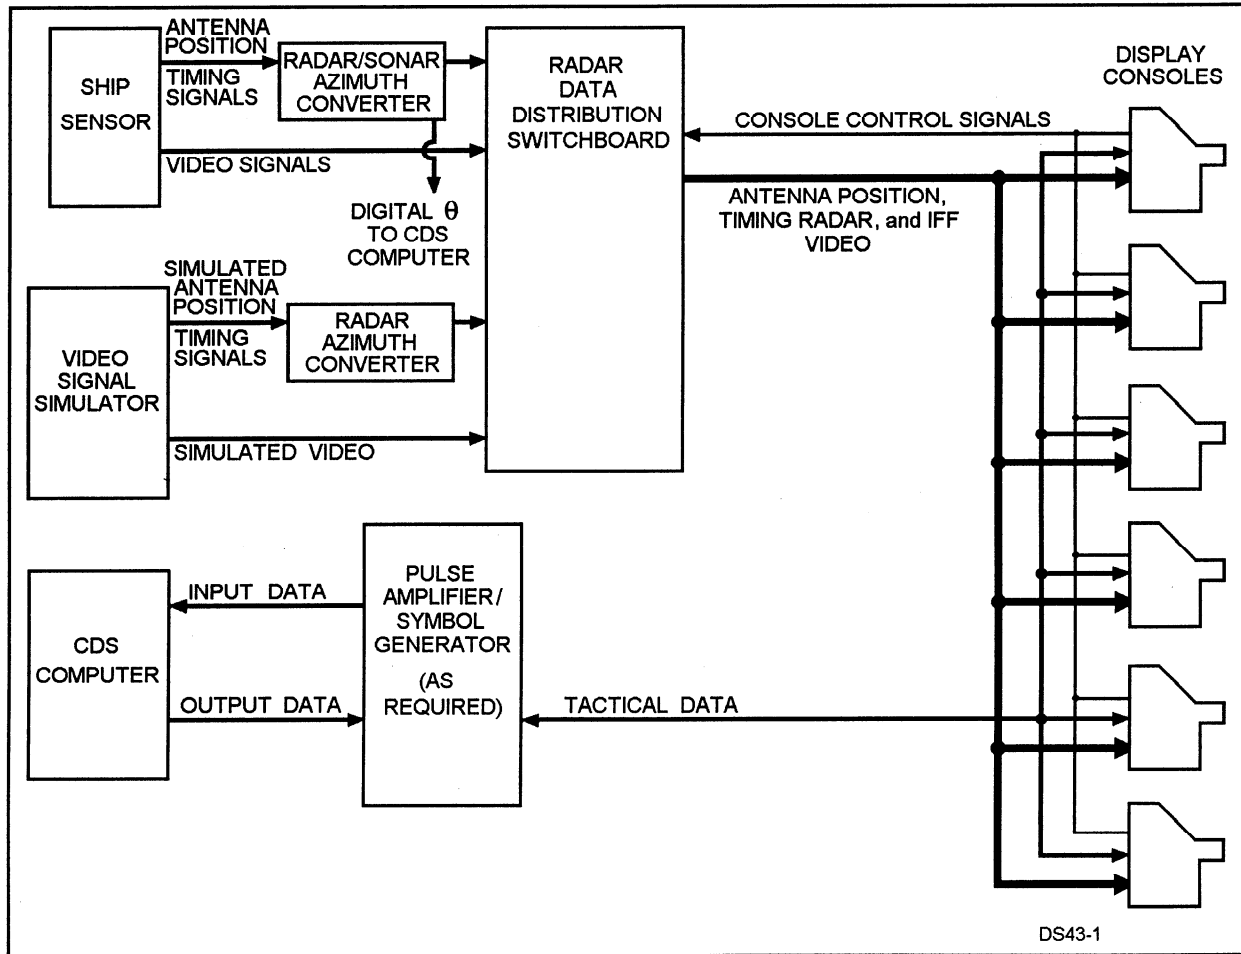 ANTENNA
POSITION
TIMING
SIGNALS
SHIP
SENSOR
RADAR/SONAR
AZIMUTH
CONVERTER
VIDEO SIGNALS
DIGITAL θ
TO CDS
COMPUTER
RADAR
DATA
DISTRIBUTION
SWITCHBOARD
DISPLAY
CONSOLES
CONSOLE CONTROL SIGNALS
ANTENNA POSITION,
TIMING RADAR, and IFF
VIDEO
SIMULATED
ANTENNA
POSITION
TIMING
SIGNALS
VIDEO
SIGNAL
SIMULATOR
RADAR
AZIMUTH
CONVERTER
SIMULATED VIDEO
CDS
COMPUTER
INPUT DATA
OUTPUT DATA
PULSE
AMPLIFIER/
SYMBOL
GENERATOR
(AS
REQUIRED)
TACTICAL DATA
DS43-1